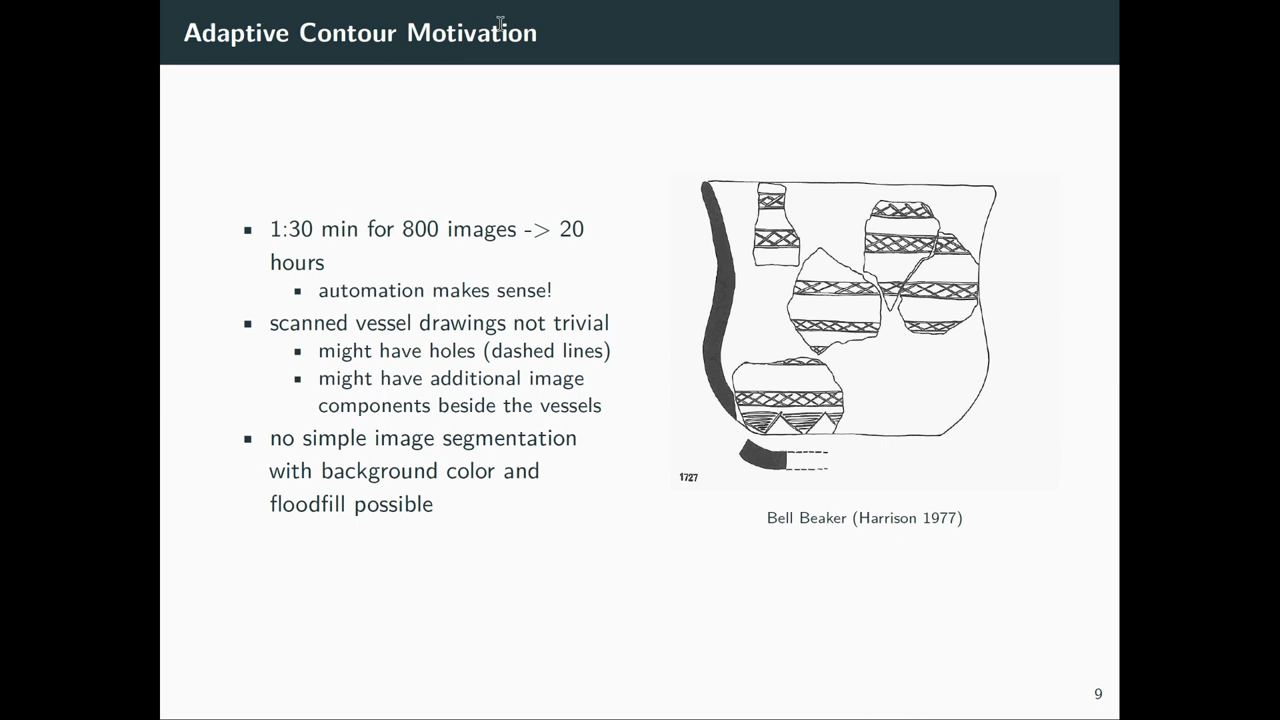 Adaptive Contour Motivation
▪ 1:30 min for 800 images -> 20
hours
▪ automation makes sense!
▪ scanned vessel drawings not trivial
▪ might have holes (dashed lines)
▪ might have additional image
components beside the vessels
▪ no simple image segmentation
with background color and
floodfill possible
1727
Bell Beaker (Harrison 1977)
9